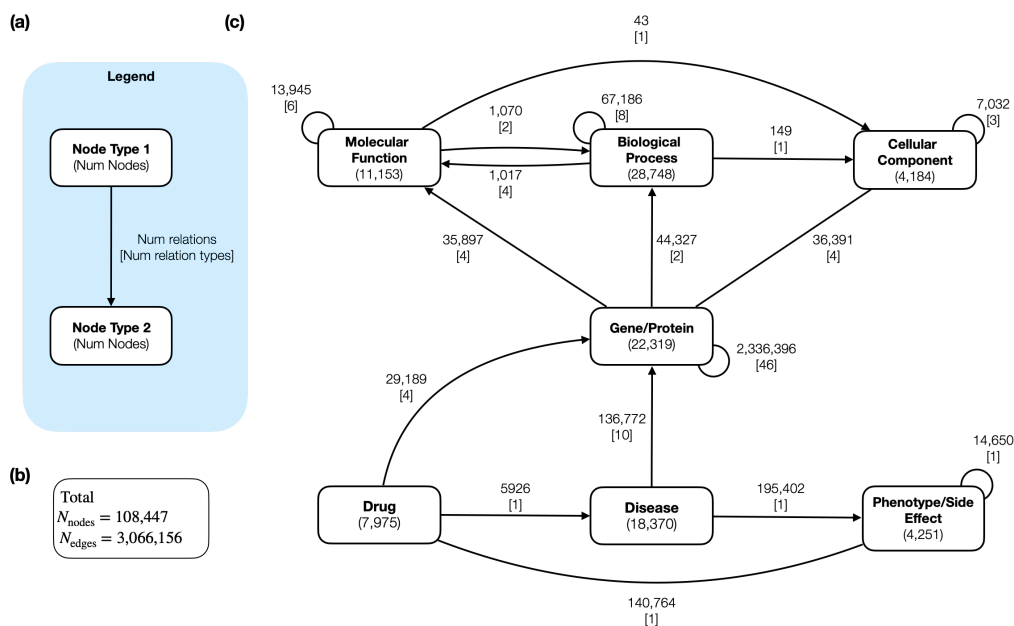 (a)
Legend
Node Type 1
(Num Nodes)
Num relations
[Num relation types]
Node Type 2
(Num Nodes)
(b)
Total
N_nodes = 108,447
N_edges = 3,066,156
(c)
43
[1]
13,945
[6]
1,070
[2]
67,186
[8]
149
[1]
7,032
[3]
Molecular
Function
(11,153)
Biological
Process
(28,748)
Cellular
Component
(4,184)
1,017
[4]
35,897
[4]
44,327
[2]
36,391
[4]
Gene/Protein
(22,319)
2,336,396
[46]
29,189
[4]
136,772
[10]
14,650
[1]
Drug
(7,975)
5926
[1]
Disease
(18,370)
195,402
[1]
Phenotype/Side
Effect
(4,251)
140,764
[1]